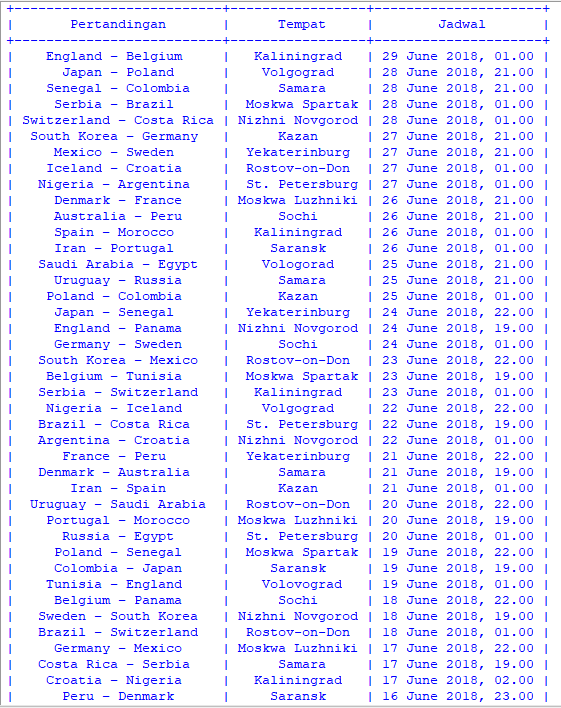 +--------------------------+-----------------+---------------------+
| Pertandingan | Tempat | Jadwal |
+--------------------------+-----------------+---------------------+
| England - Belgium | Kaliningrad | 29 June 2018, 01.00 |
| Japan - Poland | Volgograd | 28 June 2018, 21.00 |
| Senegal - Colombia | Samara | 28 June 2018, 21.00 |
| Serbia - Brazil | Moskwa Spartak | 28 June 2018, 01.00 |
| Switzerland - Costa Rica | Nizhni Novgorod | 28 June 2018, 01.00 |
| South Korea - Germany | Kazan | 27 June 2018, 21.00 |
| Mexico - Sweden | Yekaterinburg | 27 June 2018, 21.00 |
| Iceland - Croatia | Rostov-on-Don | 27 June 2018, 01.00 |
| Nigeria - Argentina | St. Petersburg | 27 June 2018, 01.00 |
| Denmark - France | Moskwa Luzhniki | 26 June 2018, 21.00 |
| Australia - Peru | Sochi | 26 June 2018, 21.00 |
| Spain - Morocco | Kaliningrad | 26 June 2018, 01.00 |
| Iran - Portugal | Saransk | 26 June 2018, 01.00 |
| Saudi Arabia - Egypt | Vologorad | 25 June 2018, 21.00 |
| Uruguay - Russia | Samara | 25 June 2018, 21.00 |
| Poland - Colombia | Kazan | 25 June 2018, 01.00 |
| Japan - Senegal | Yekaterinburg | 24 June 2018, 22.00 |
| England - Panama | Nizhni Novgorod | 24 June 2018, 19.00 |
| Germany - Sweden | Sochi | 24 June 2018, 01.00 |
| South Korea - Mexico | Rostov-on-Don | 23 June 2018, 22.00 |
| Belgium - Tunisia | Moskwa Spartak | 23 June 2018, 19.00 |
| Serbia - Switzerland | Kaliningrad | 23 June 2018, 01.00 |
| Nigeria - Iceland | Volgograd | 22 June 2018, 22.00 |
| Brazil - Costa Rica | St. Petersburg | 22 June 2018, 19.00 |
| Argentina - Croatia | Nizhni Novgorod | 22 June 2018, 01.00 |
| France - Peru | Yekaterinburg | 21 June 2018, 22.00 |
| Denmark - Australia | Samara | 21 June 2018, 19.00 |
| Iran - Spain | Kazan | 21 June 2018, 01.00 |
| Uruguay - Saudi Arabia | Rostov-on-Don | 20 June 2018, 22.00 |
| Portugal - Morocco | Moskwa Luzhniki | 20 June 2018, 19.00 |
| Russia - Egypt | St. Petersburg | 20 June 2018, 01.00 |
| Poland - Senegal | Moskwa Spartak | 19 June 2018, 22.00 |
| Colombia - Japan | Saransk | 19 June 2018, 19.00 |
| Tunisia - England | Volovograd | 19 June 2018, 01.00 |
| Belgium - Panama | Sochi | 18 June 2018, 22.00 |
| Sweden - South Korea | Nizhni Novgorod | 18 June 2018, 19.00 |
| Brazil - Switzerland | Rostov-on-Don | 18 June 2018, 01.00 |
| Germany - Mexico | Moskwa Luzhniki | 17 June 2018, 22.00 |
| Costa Rica - Serbia | Samara | 17 June 2018, 19.00 |
| Croatia - Nigeria | Kaliningrad | 17 June 2018, 02.00 |
| Peru - Denmark | Saransk | 16 June 2018, 23.00 |